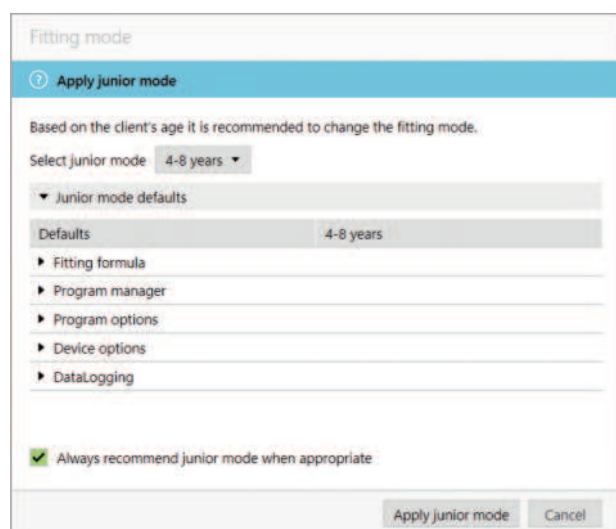 Fitting mode
? Apply junior mode
Based on the client's age it is recommended to change the fitting mode.
Select junior mode 4-8 years
Junior mode defaults
Defaults 4-8 years
Fitting formula
Program manager
Program options
Device options
DataLogging
Always recommend junior mode when appropriate
Apply junior mode Cancel